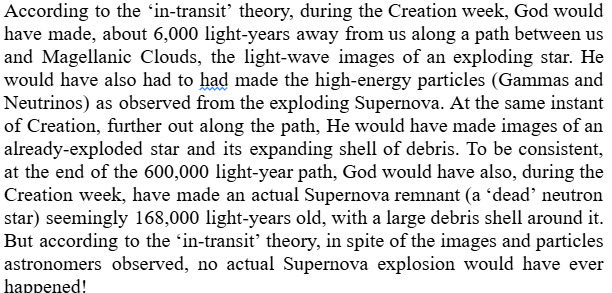 According to the ‘in-transit’ theory, during the Creation week, God would
have made, about 6,000 light-years away from us along a path between us
and Magellanic Clouds, the light-wave images of an exploding star. He
would have also had to had made the high-energy particles (Gammas and
Neutrinos) as observed from the exploding Supernova. At the same instant
of Creation, further out along the path, He would have made images of an
already-exploded star and its expanding shell of debris. To be consistent,
at the end of the 600,000 light-year path, God would have also, during the
Creation week, have made an actual Supernova remnant (a ‘dead’ neutron
star) seemingly 168,000 light-years old, with a large debris shell around it.
But according to the ‘in-transit’ theory, in spite of the images and particles
astronomers observed, no actual Supernova explosion would have ever
happened!